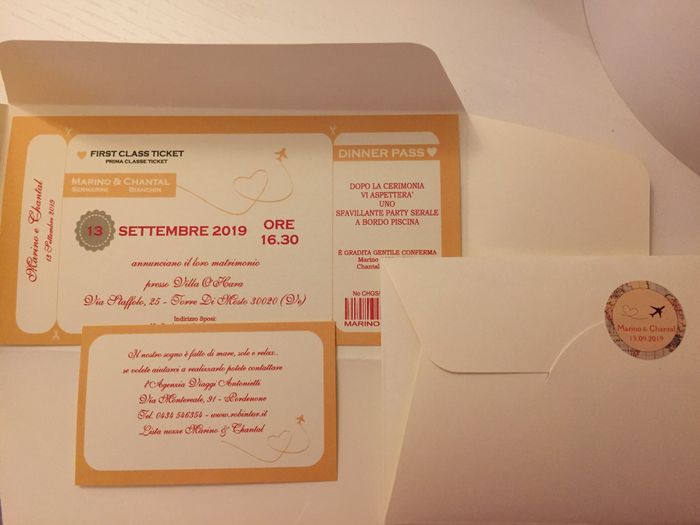 Marino e Chantal
13 Settembre 2019
FIRST CLASS TICKET
PRIMA CLASSE TICKET
MARINO & CHANTAL
BIANCHIN
13 SETTEMBRE 2019
ORE
16.30
annunciano il loro matrimonio
presso Villa O'Hara
Via Staffolo, 25 - Torre Di Mosto 30020 (Ve)
Indirizzo Sposi:
DINNER PASS
DOPO LA CERIMONIA
VI ASPETTERA'
UNO
SFAVILLANTE PARTY SERALE
A BORDO PISCINA
È GRADITA GENTILE CONFERMA
Marino
Chantal
No CHGS/
MARINO
Il nostro sogno è fatto di mare, sole e relax..
se volete aiutarci a realizzarlo potete contattare
l'Agenzia Viaggi Antonietti
Via Montereale, 91 - Pordenone
Tel. 0434 546354 - www.robintur.it
Lista nozze Marino & Chantal
Marino & Chantal
13.09.2019